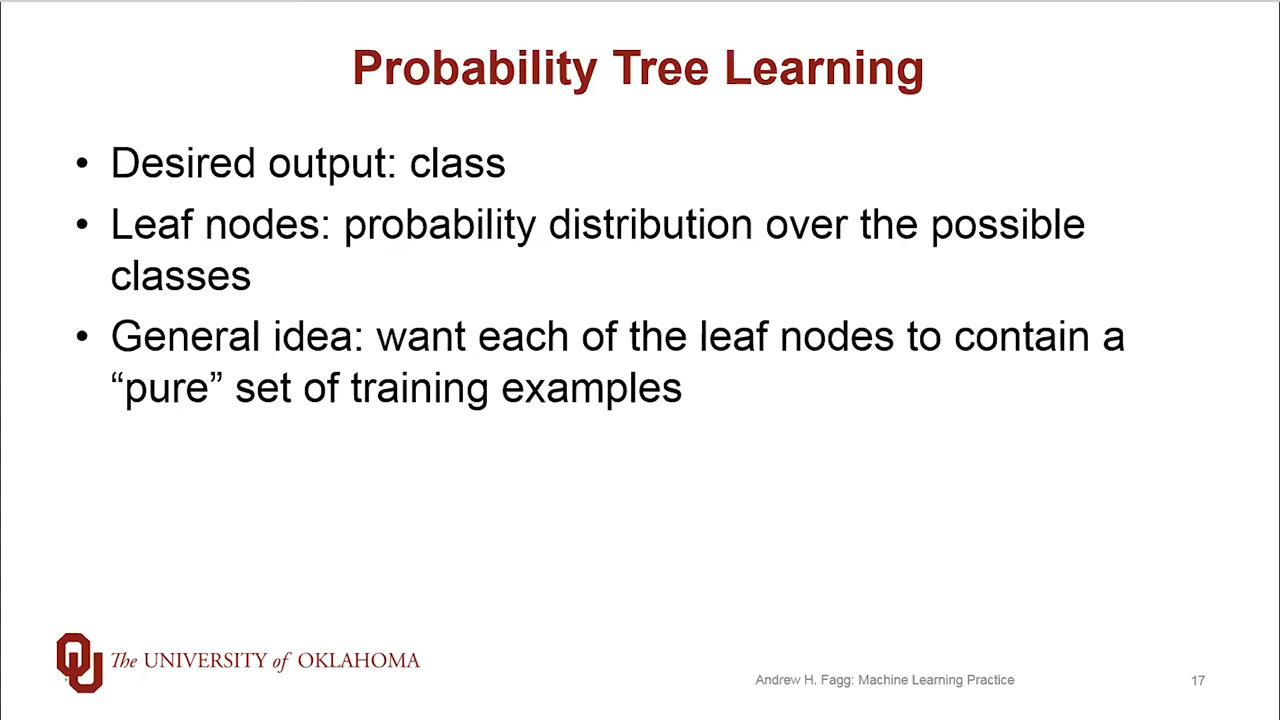 Probability Tree Learning
• Desired output: class
• Leaf nodes: probability distribution over the possible
classes
• General idea: want each of the leaf nodes to contain a
“pure” set of training examples
The UNIVERSITY of OKLAHOMA
Andrew H. Fagg: Machine Learning Practice
17